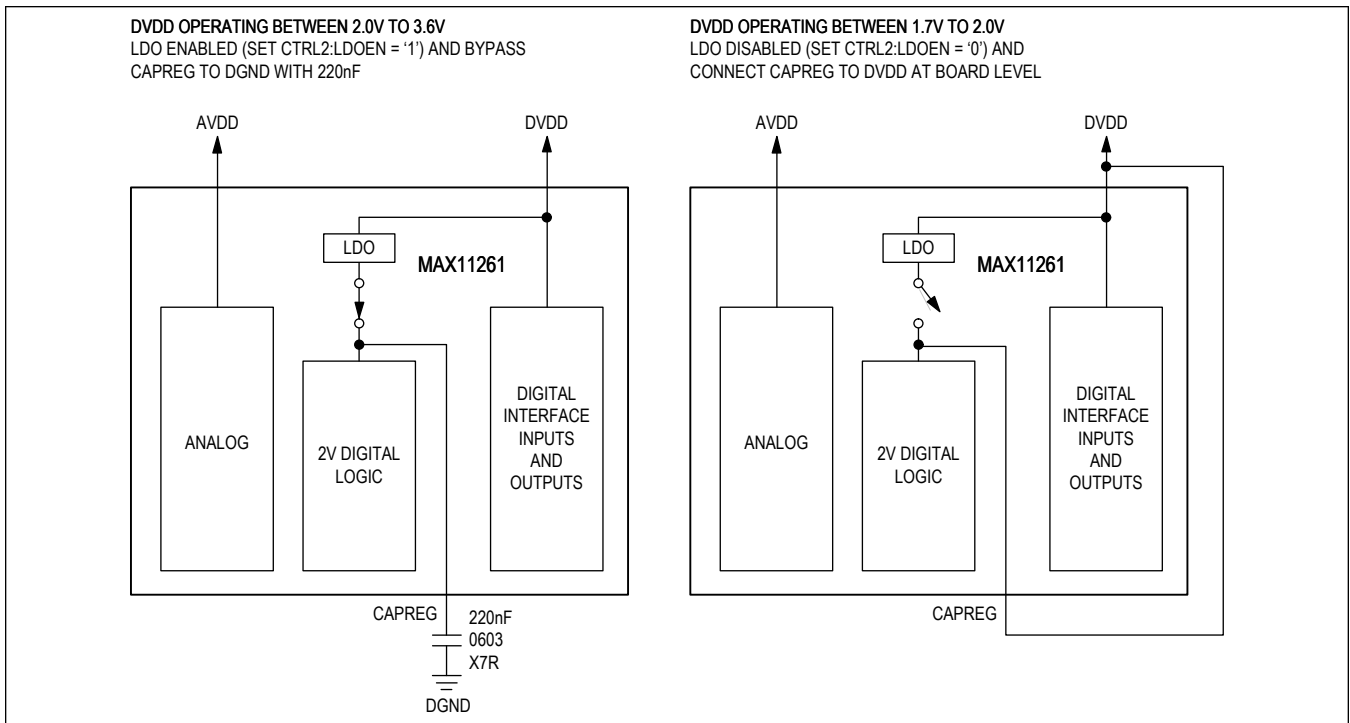 DVDD OPERATING BETWEEN 2.0V TO 3.6V
LDO ENABLED (SET CTRL2:LDOEN = ‘1’) AND BYPASS
CAPREG TO DGND WITH 220nF
AVDD
DVDD
LDO
MAX11261
ANALOG
2V DIGITAL
LOGIC
DIGITAL
INTERFACE
INPUTS
AND
OUTPUTS
CAPREG
220nF
0603
X7R
DGND
DVDD OPERATING BETWEEN 1.7V TO 2.0V
LDO DISABLED (SET CTRL2:LDOEN = ‘0’) AND
CONNECT CAPREG TO DVDD AT BOARD LEVEL
AVDD
DVDD
LDO
MAX11261
ANALOG
2V DIGITAL
LOGIC
DIGITAL
INTERFACE
INPUTS
AND
OUTPUTS
CAPREG